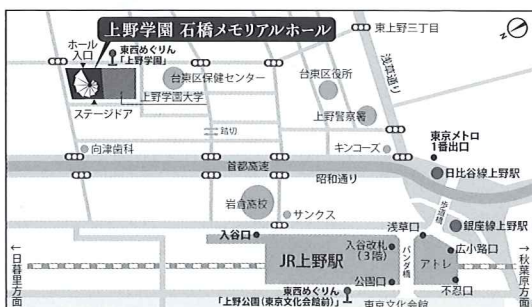 上野学園 石橋メモリアルホール
ホール
入口
東西めぐりん
「上野学園」
台東区保健センター
上野学園大学
ステージドア
東上野三丁目
浅草通り
台東区役所
上野警察署
踏切
向津歯科
キンコーズ
東京メトロ
1番出口
首都高速
昭和通り
日比谷線上野駅
歩道橋
岩倉高校
サンクス
銀座線上野駅
入谷口
浅草口
入谷改札
(3階)
JR上野駅
パンダ橋
アトレ
広小路口
公園口
不忍口
←日暮里方面
秋葉原方面→
東西めぐりん
「上野公園(東京文化会館前)」
東京文化会館
N